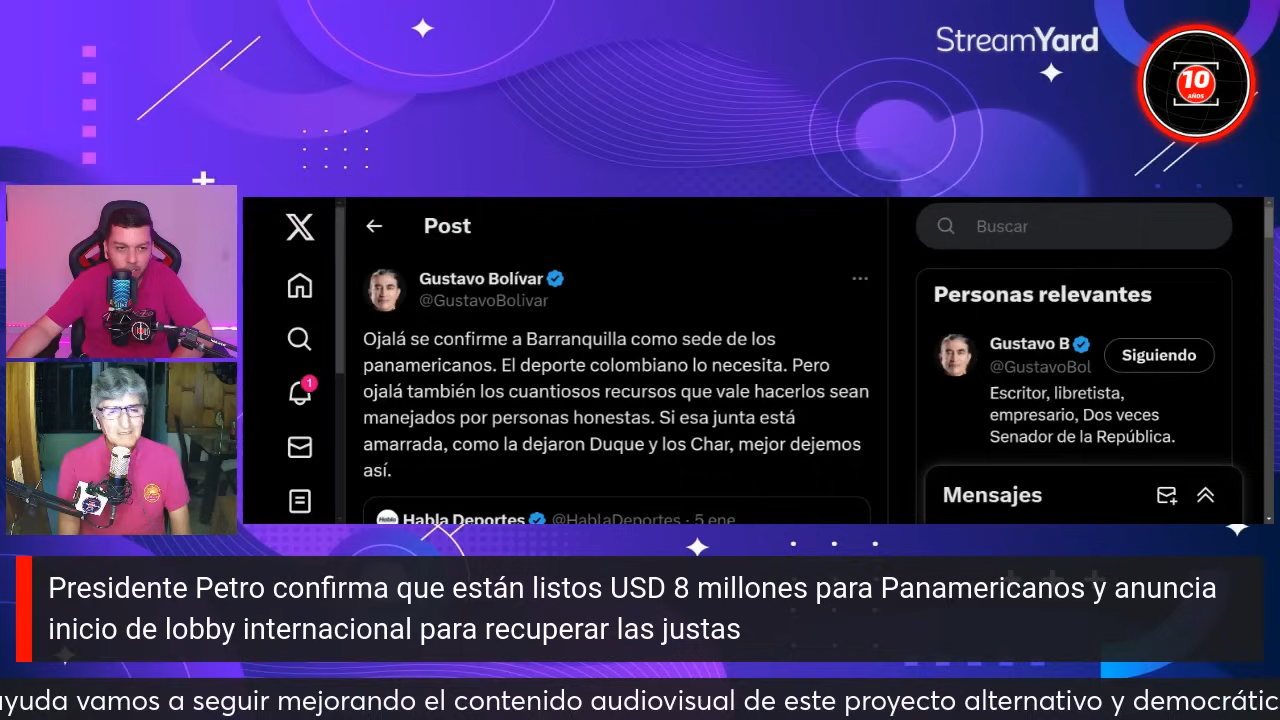 StreamYard
10
AÑOS
Post
Buscar
Gustavo Bolívar
@GustavoBolivar
Ojalá se confirme a Barranquilla como sede de los
panamericanos. El deporte colombiano lo necesita. Pero
ojalá también los cuantiosos recursos que vale hacerlos sean
manejados por personas honestas. Si esa junta está
amarrada, como la dejaron Duque y los Char, mejor dejemos
así.
Habla Deportes @HablaDeportes · 5 ene
Personas relevantes
Gustavo B
@GustavoBol
Siguiendo
Escritor, libretista,
empresario, Dos veces
Senador de la República.
1
Mensajes
Presidente Petro confirma que están listos USD 8 millones para Panamericanos y anuncia
inicio de lobby internacional para recuperar las justas
ayuda vamos a seguir mejorando el contenido audiovisual de este proyecto alternativo y democrátic